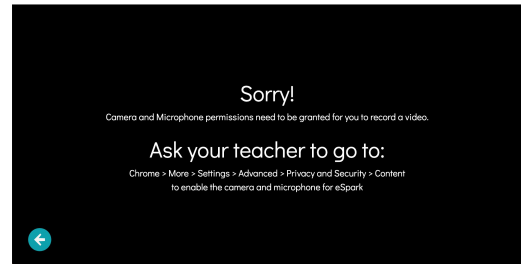 Sorry!
Camera and Microphone permissions need to be granted for you to record a video.
Ask your teacher to go to:
Chrome > More > Settings > Advanced > Privacy and Security > Content
to enable the camera and microphone for eSpark